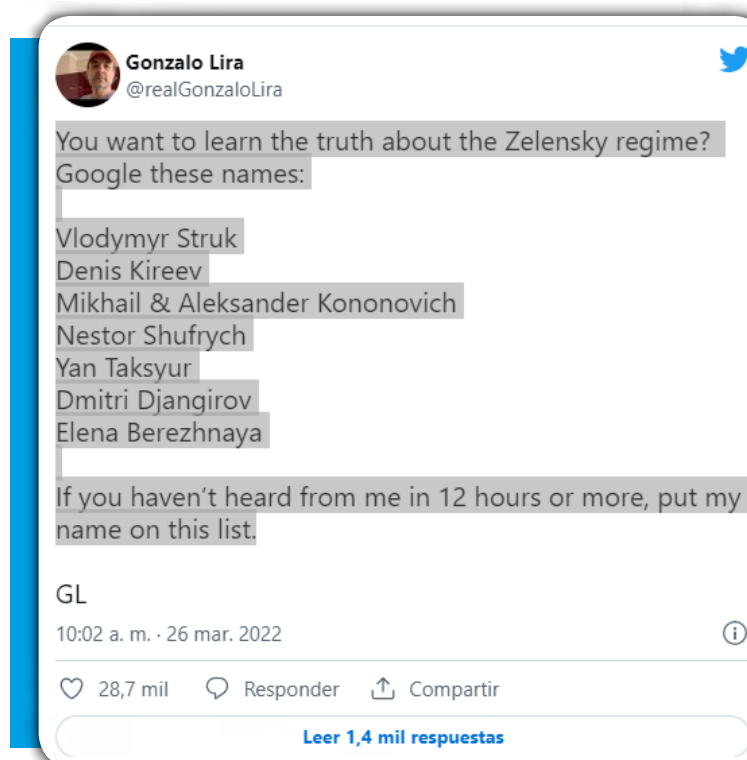 Gonzalo Lira
@realGonzaloLira
You want to learn the truth about the Zelensky regime?
Google these names:
Vlodymyr Struk
Denis Kireev
Mikhail & Aleksander Kononovich
Nestor Shufrych
Yan Taksyur
Dmitri Djangirov
Elena Berezhnaya
If you haven’t heard from me in 12 hours or more, put my
name on this list.
GL
10:02 a. m. · 26 mar. 2022
28,7 mil Responder Compartir
Leer 1,4 mil respuestas